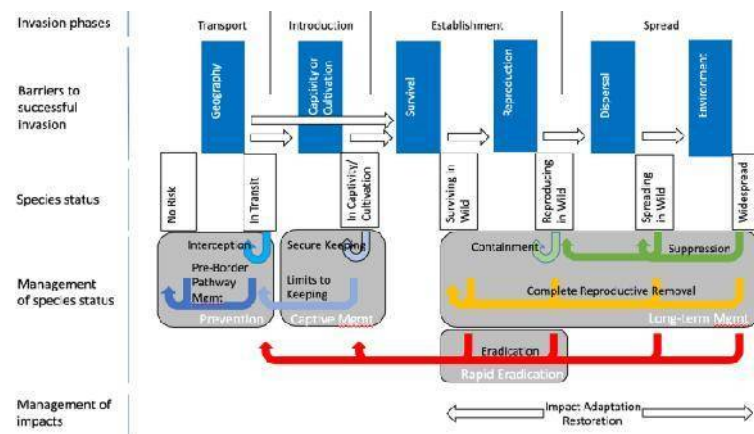 Invasion phases
Transport
Introduction
Establishment
Spread
Barriers to
successful
invasion
Geography
Captivity or
Cultivation
Survival
Reproduction
Dispersal
Environment
Species status
No Risk
In Transit
In Captivity/
Cultivation
Surviving in
Wild
Reproducing
in Wild
Spreading
in Wild
Widespread
Management
of species status
Interception
Pre-Border
Pathway
Mgmt
Prevention
Secure Keeping
Limits to
Keeping
Captive Mgmt
Containment
Suppression
Complete Reproductive Removal
Long-term Mgmt
Eradication
Rapid Eradication
Management of
impacts
Impact Adaptation
Restoration